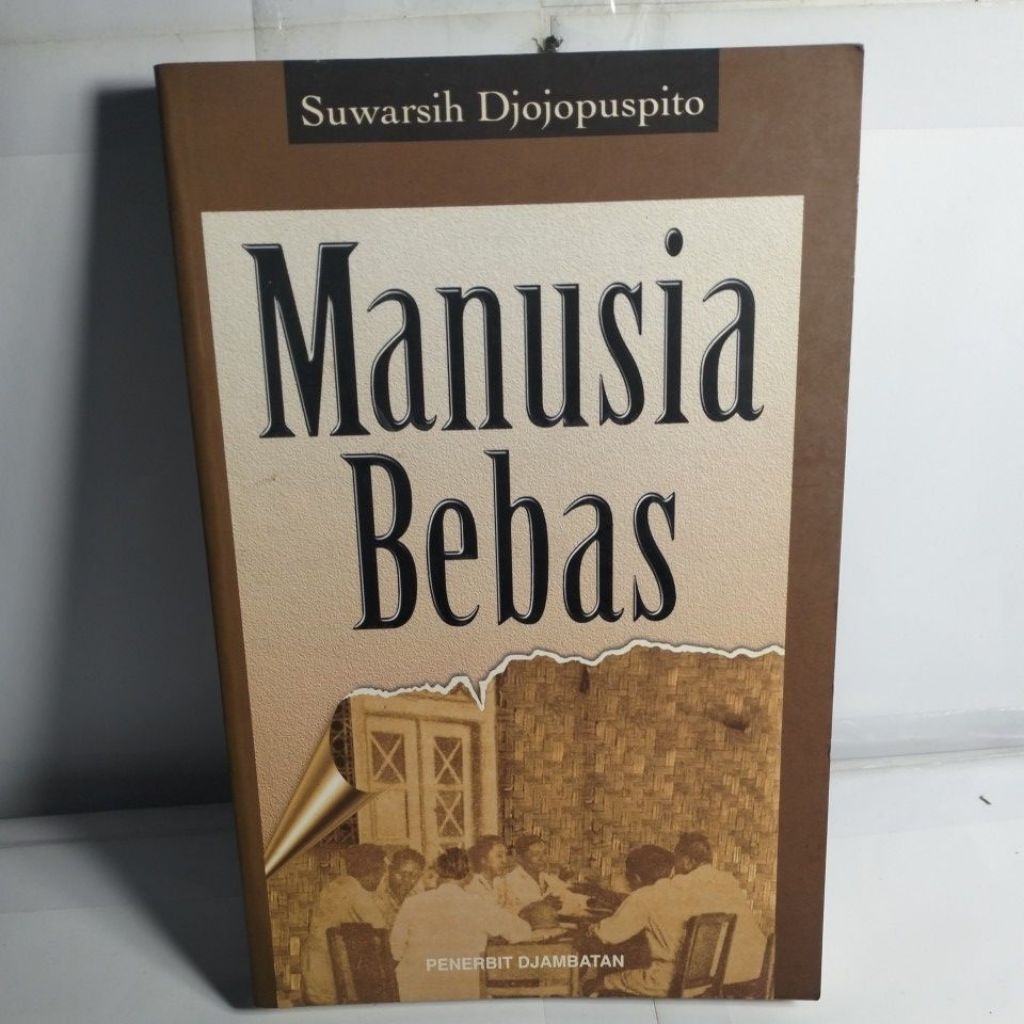 Suwarsih Djojopuspito
Manusia
Bebas
PENERBIT DJAMBATAN